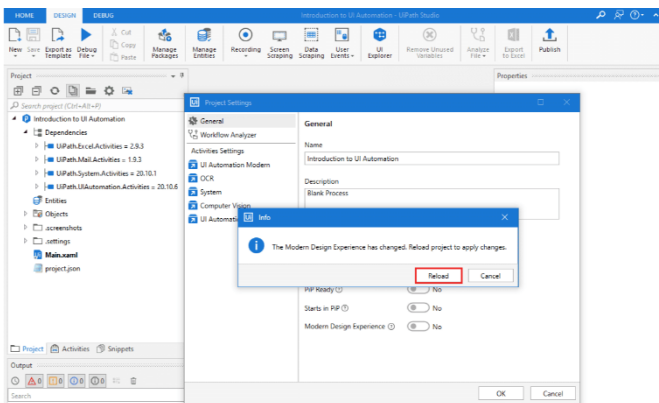 HOME DESIGN DEBUG Introduction to UI Automation - UiPath Studio
New Save Export as Template Debug File Cut Copy Paste Manage Packages Manage Entities Recording Screen Scraping Data Scraping User Events UI Explorer Remove Unused Variables Analyze File Export to Excel Publish
Project
Search project (Ctrl+Alt+P)
Introduction to UI Automation
Dependencies
UiPath.Excel.Activities = 2.9.3
UiPath.Mail.Activities = 1.9.3
UiPath.System.Activities = 20.10.1
UiPath.UIAutomation.Activities = 20.10.6
Entities
Objects
.screenshots
.settings
Main.xaml
project.json
Project Activities Snippets
Output
0 0 0 0
Search
Properties
UI Project Settings
General
Workflow Analyzer
Activities Settings
UI Automation Modern
OCR
System
Computer Vision
UI Automati
General
Name
Introduction to UI Automation
Description
Blank Process
UI Info
The Modern Design Experience has changed. Reload project to apply changes.
Reload Cancel
PiP Ready No
Starts in PiP No
Modern Design Experience No
OK Cancel